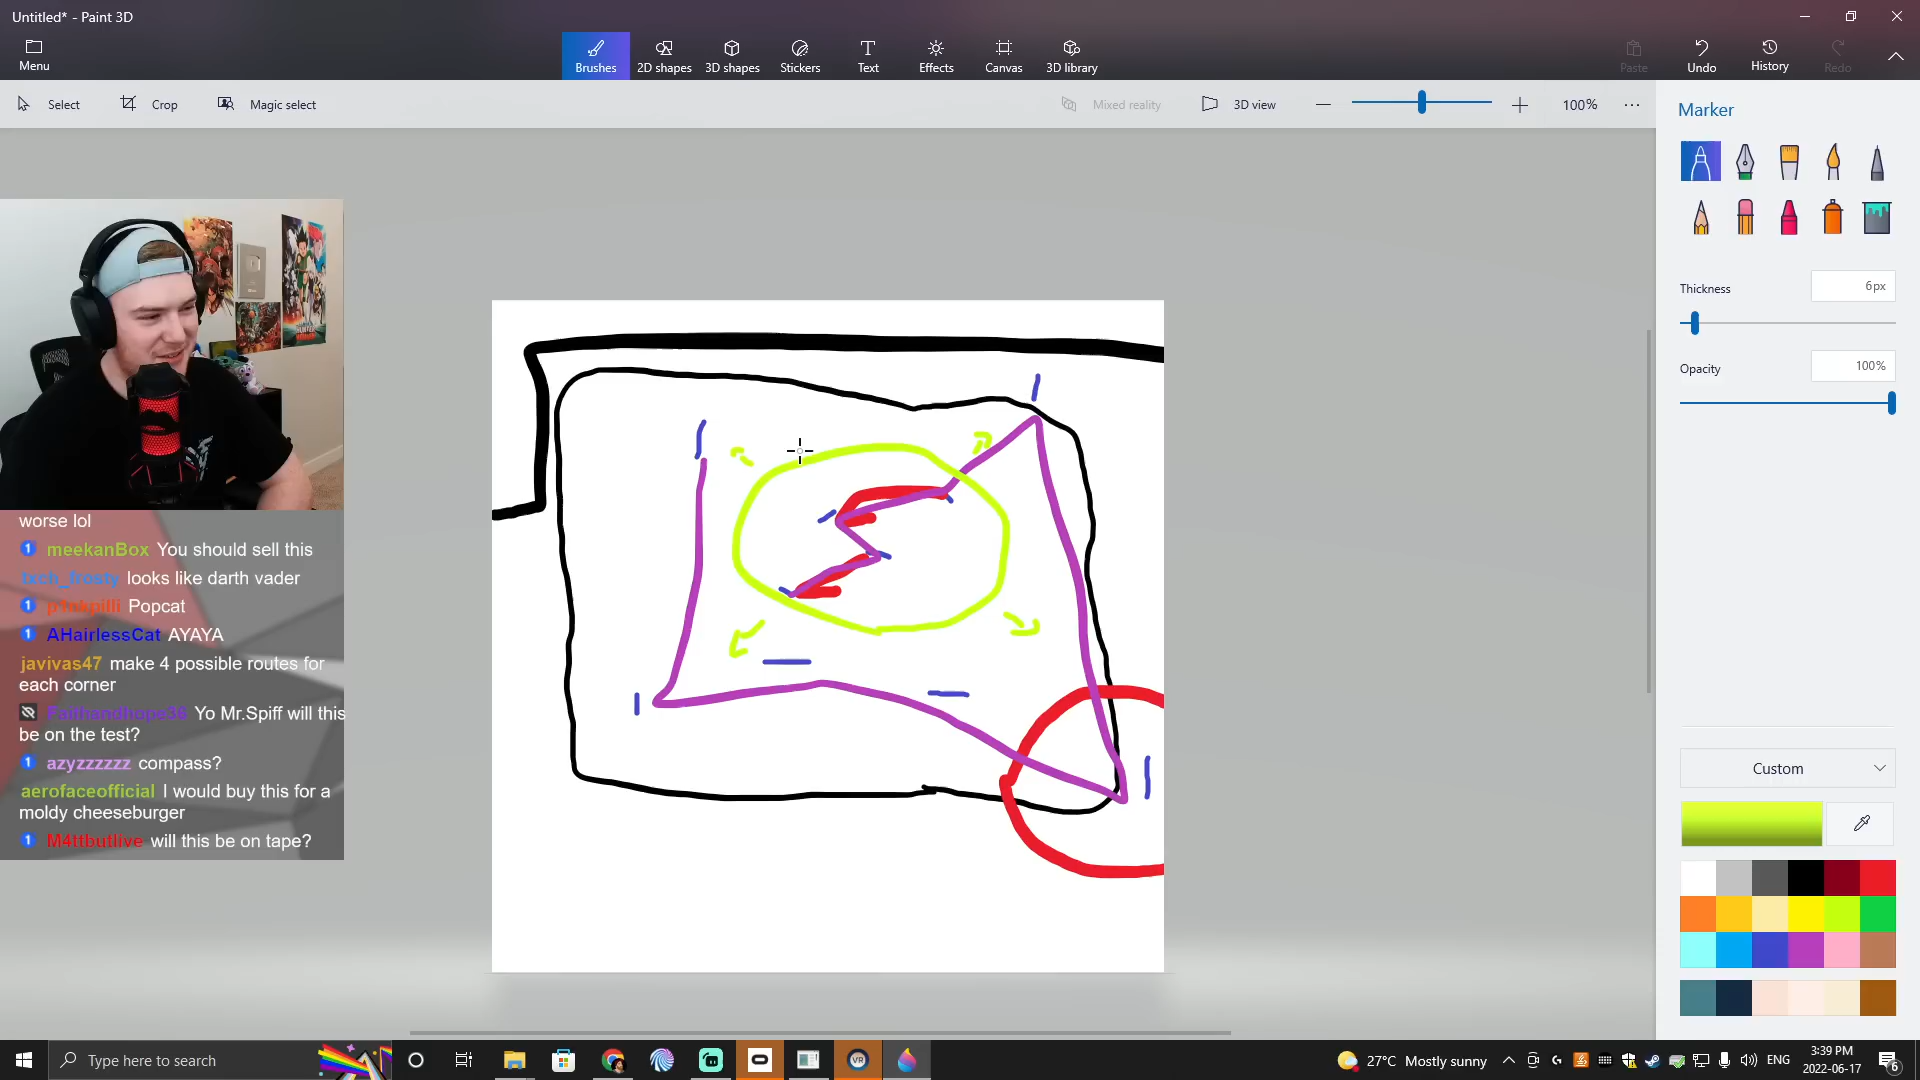 Untitled* - Paint 3D
Menu
Brushes
2D shapes
3D shapes
Stickers
Text
Effects
Canvas
3D library
Paste
Undo
History
Redo
Select
Crop
Magic select
Mixed reality
3D view
100%
Marker
Thickness
6px
Opacity
100%
Custom
worse lol
meekanBox You should sell this
looks like darth vader
p1nkpilli Popcat
AHairlessCat AYAYA
javivas47 make 4 possible routes for
each corner
Faithandhope38 Yo Mr.Spiff will this
be on the test?
azyzzzzzz compass?
aerofaceofficial I would buy this for a
moldy cheeseburger
M4ttbutlive will this be on tape?
Type here to search
VR
27°C Mostly sunny
ENG
3:39 PM
2022-06-17
6